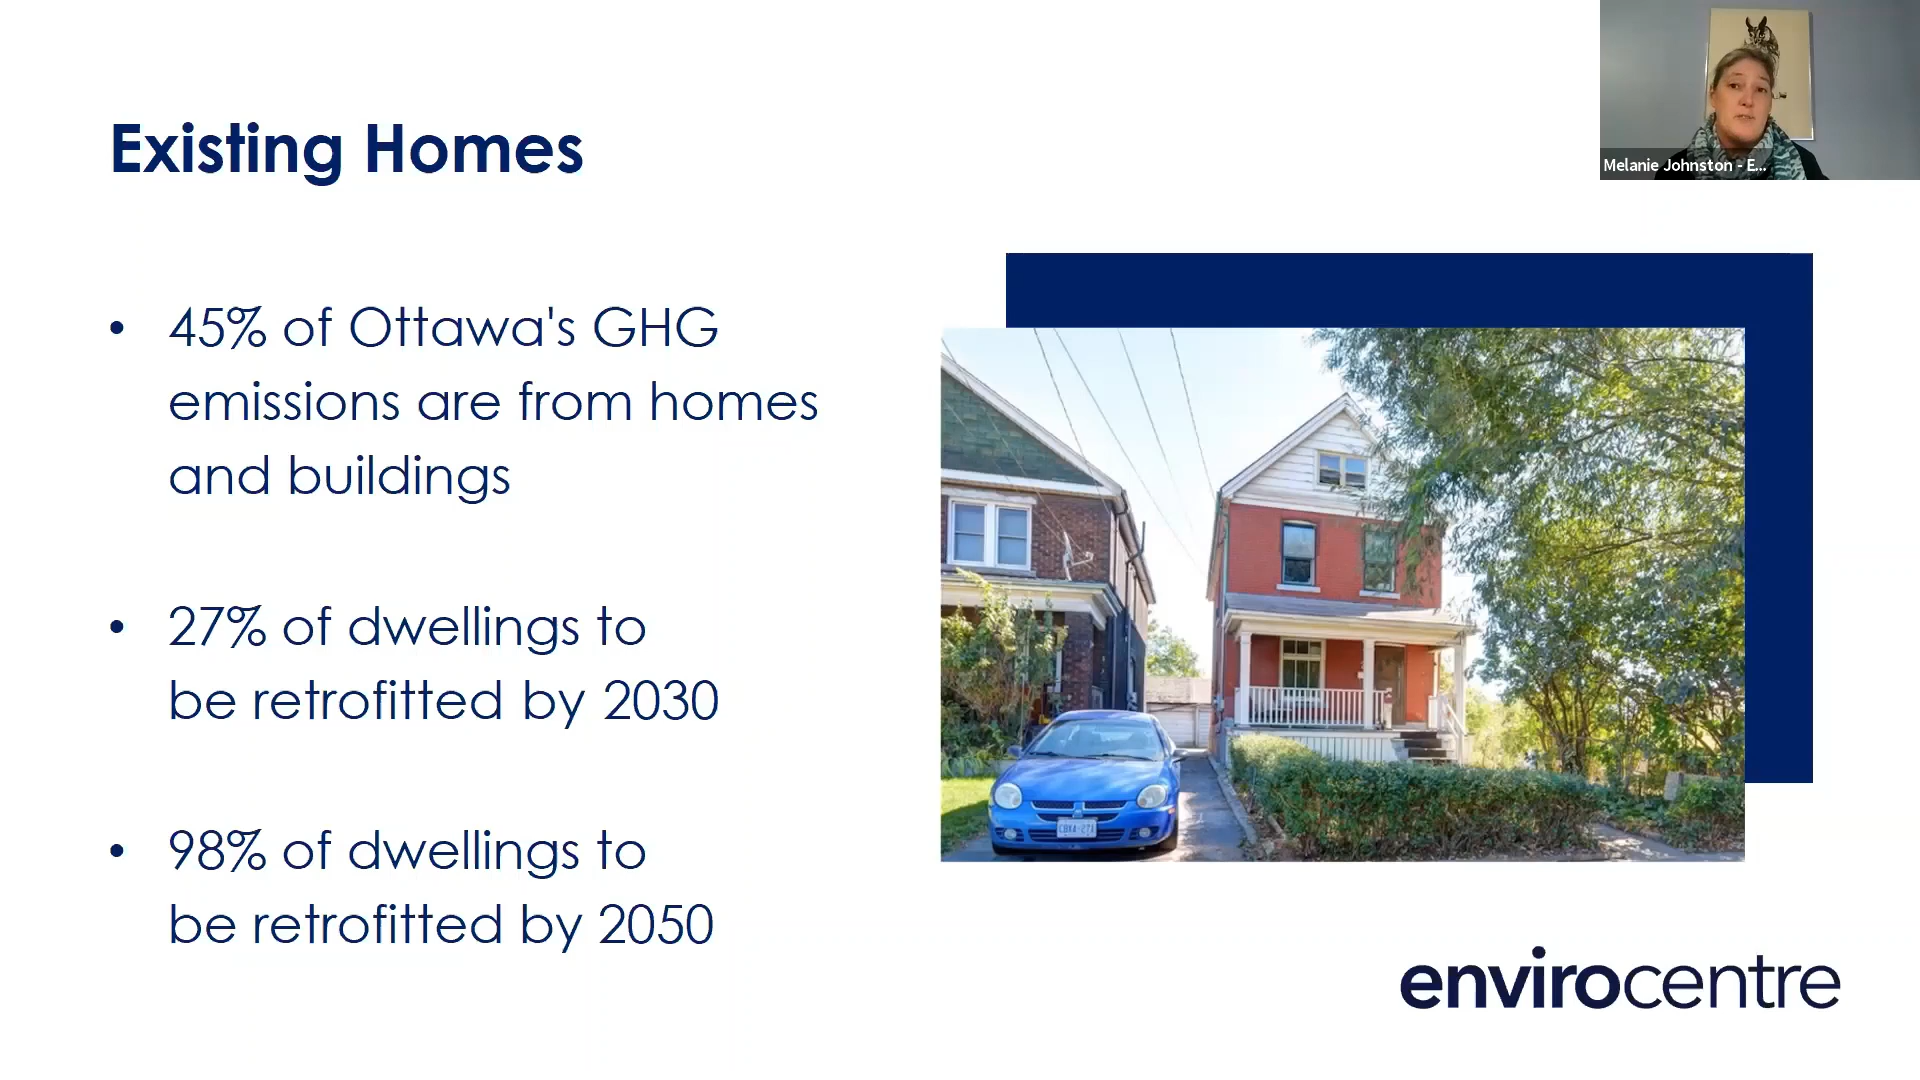 Existing Homes
Melanie Johnston - E...
• 45% of Ottawa's GHG
emissions are from homes
and buildings
• 27% of dwellings to
be retrofitted by 2030
• 98% of dwellings to
be retrofitted by 2050
envirocentre